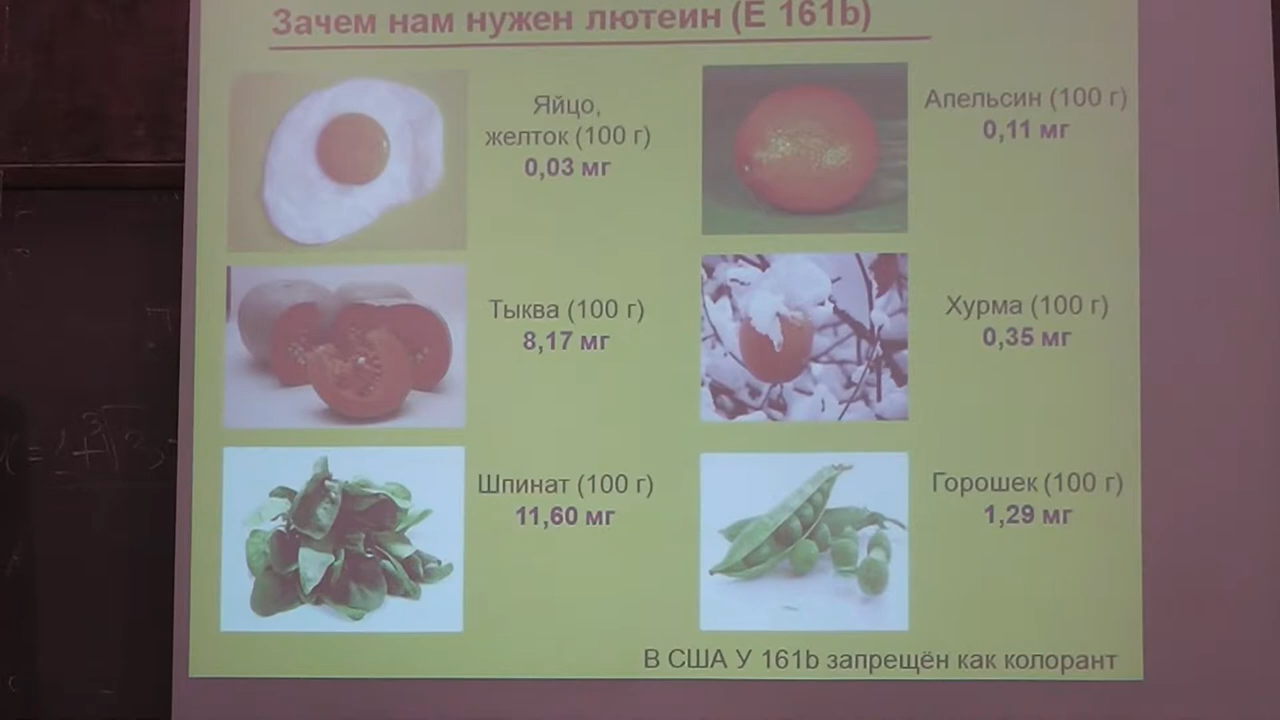 Зачем нам нужен лютеин (Е 161b)
Яйцо,
желток (100 г)
0,03 мг
Апельсин (100 г)
0,11 мг
Тыква (100 г)
8,17 мг
Хурма (100 г)
0,35 мг
Шпинат (100 г)
11,60 мг
Горошек (100 г)
1,29 мг
В США У 161b запрещён как колорант